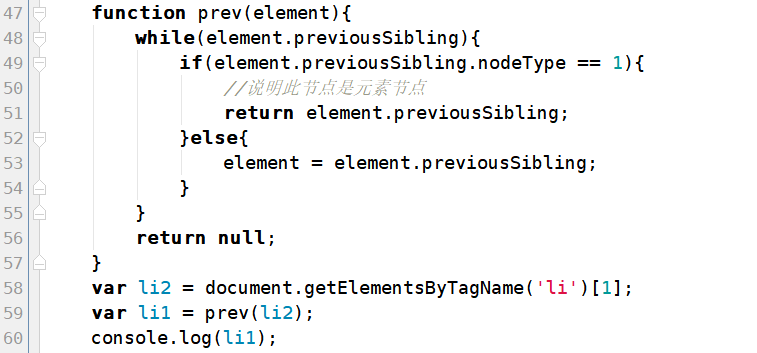 47 function prev(element){
48 while(element.previousSibling){
49 if(element.previousSibling.nodeType == 1){
50 //说明此节点是元素节点
51 return element.previousSibling;
52 }else{
53 element = element.previousSibling;
54 }
55 }
56 return null;
57 }
58 var li2 = document.getElementsByTagName('li')[1];
59 var li1 = prev(li2);
60 console.log(li1);